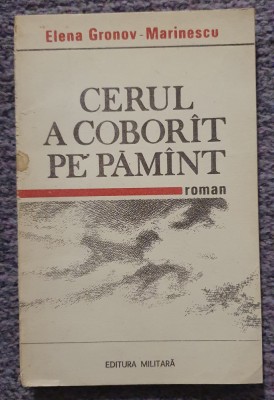 Elena Gronov-Marinescu
CERUL
A COBORÎT
PE PĂMÎNT
roman
EDITURA MILITARĂ